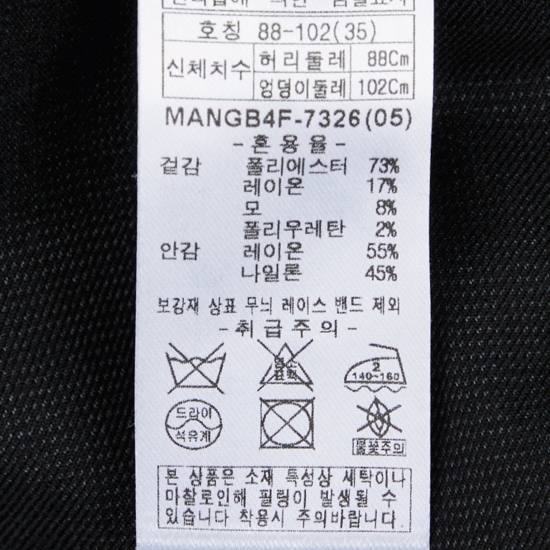 호칭 88-102(35)
신체치수 허리둘레 88Cm
엉덩이둘레 102Cm
MANGB4F-7326(05)
-혼용율-
겉감 폴리에스터 73%
레이온 17%
모 8%
폴리우레탄 2%
안감 레이온 55%
나일론 45%
보강재 상표 무늬 레이스 밴드 제외
-취급주의-
염소
표백
2
140~160
드라이
석유계
불꽃주의
본 상품은 소재 특성상 세탁이나
마찰로인해 필링이 발생될 수
있습니다 착용시 주의바랍니다.